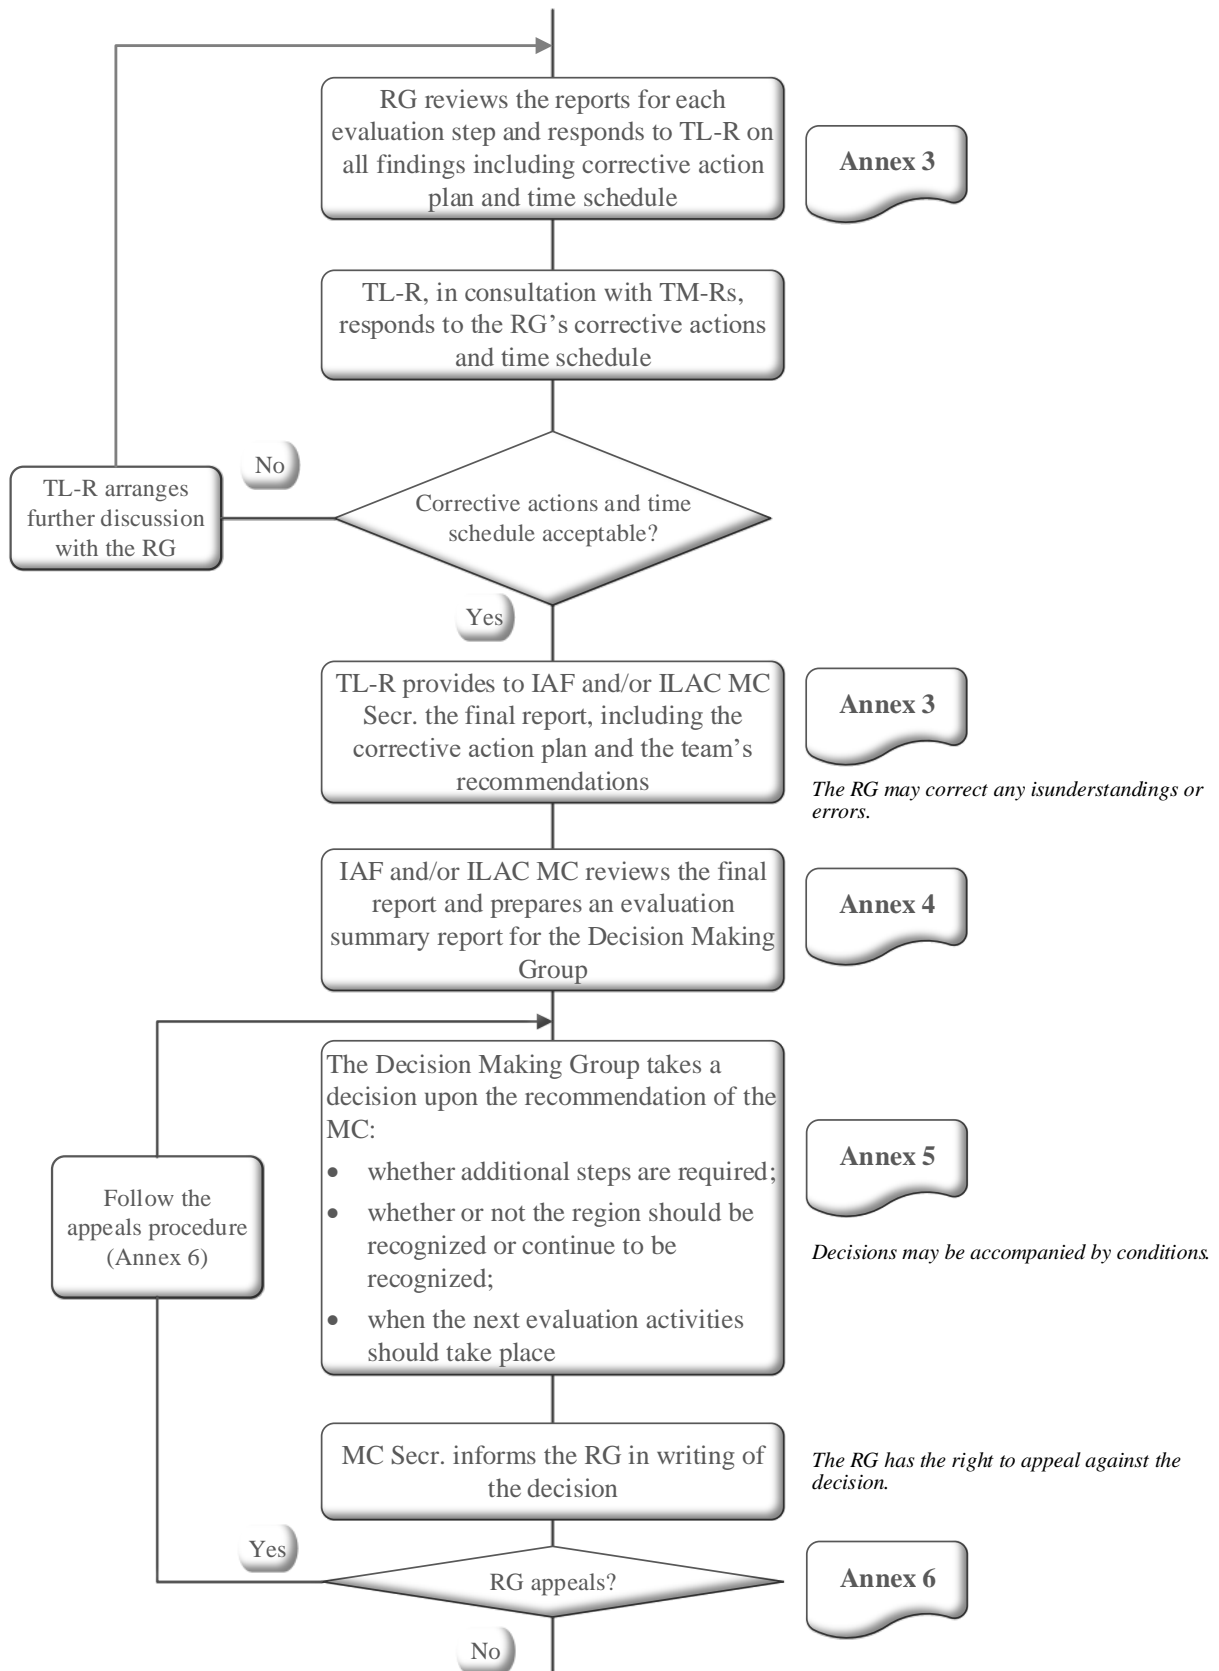 RG reviews the reports for each
evaluation step and responds to TL-R on
all findings including corrective action
plan and time schedule
Annex 3
TL-R, in consultation with TM-Rs,
responds to the RG’s corrective actions
and time schedule
No
TL-R arranges
further discussion
with the RG
Corrective actions and time
schedule acceptable?
Yes
TL-R provides to IAF and/or ILAC MC
Secr. the final report, including the
corrective action plan and the team’s
recommendations
Annex 3
The RG may correct any isunderstandings or
errors.
IAF and/or ILAC MC reviews the final
report and prepares an evaluation
summary report for the Decision Making
Group
Annex 4
The Decision Making Group takes a
decision upon the recommendation of the
MC:
• whether additional steps are required;
• whether or not the region should be
recognized or continue to be
recognized;
• when the next evaluation activities
should take place
Annex 5
Decisions may be accompanied by conditions.
Follow the
appeals procedure
(Annex 6)
MC Secr. informs the RG in writing of
the decision
The RG has the right to appeal against the
decision.
Yes
RG appeals?
Annex 6
No